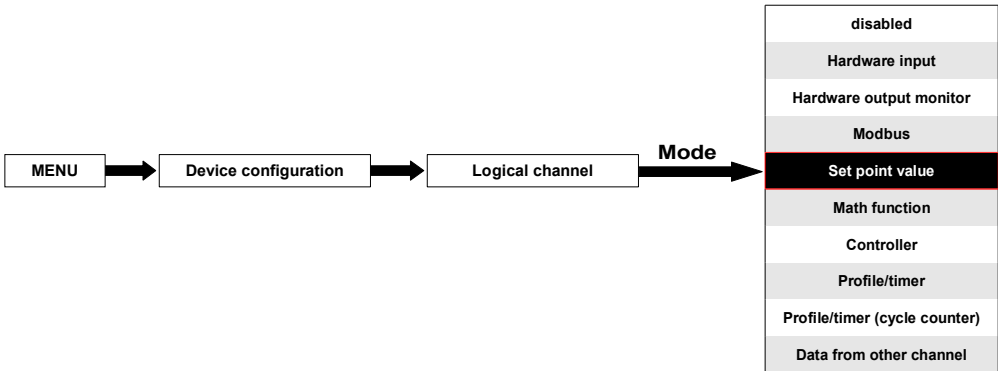 MENU
Device configuration
Logical channel
Mode
disabled
Hardware input
Hardware output monitor
Modbus
Set point value
Math function
Controller
Profile/timer
Profile/timer (cycle counter)
Data from other channel